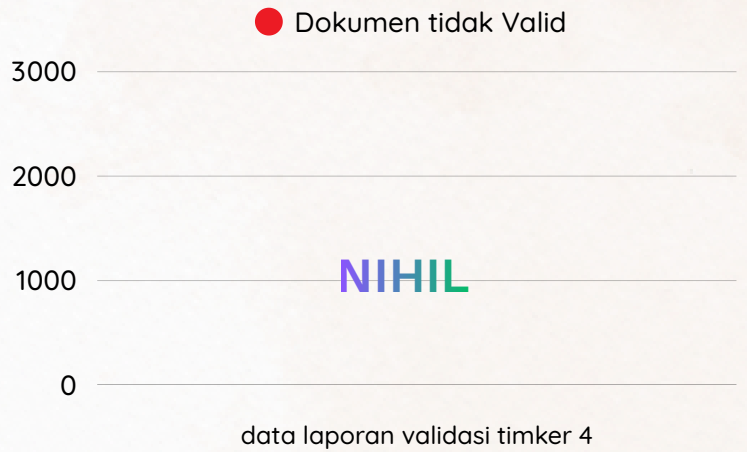 Dokumen tidak Valid
3000
2000
1000
NIHIL
0
data laporan validasi timker 4